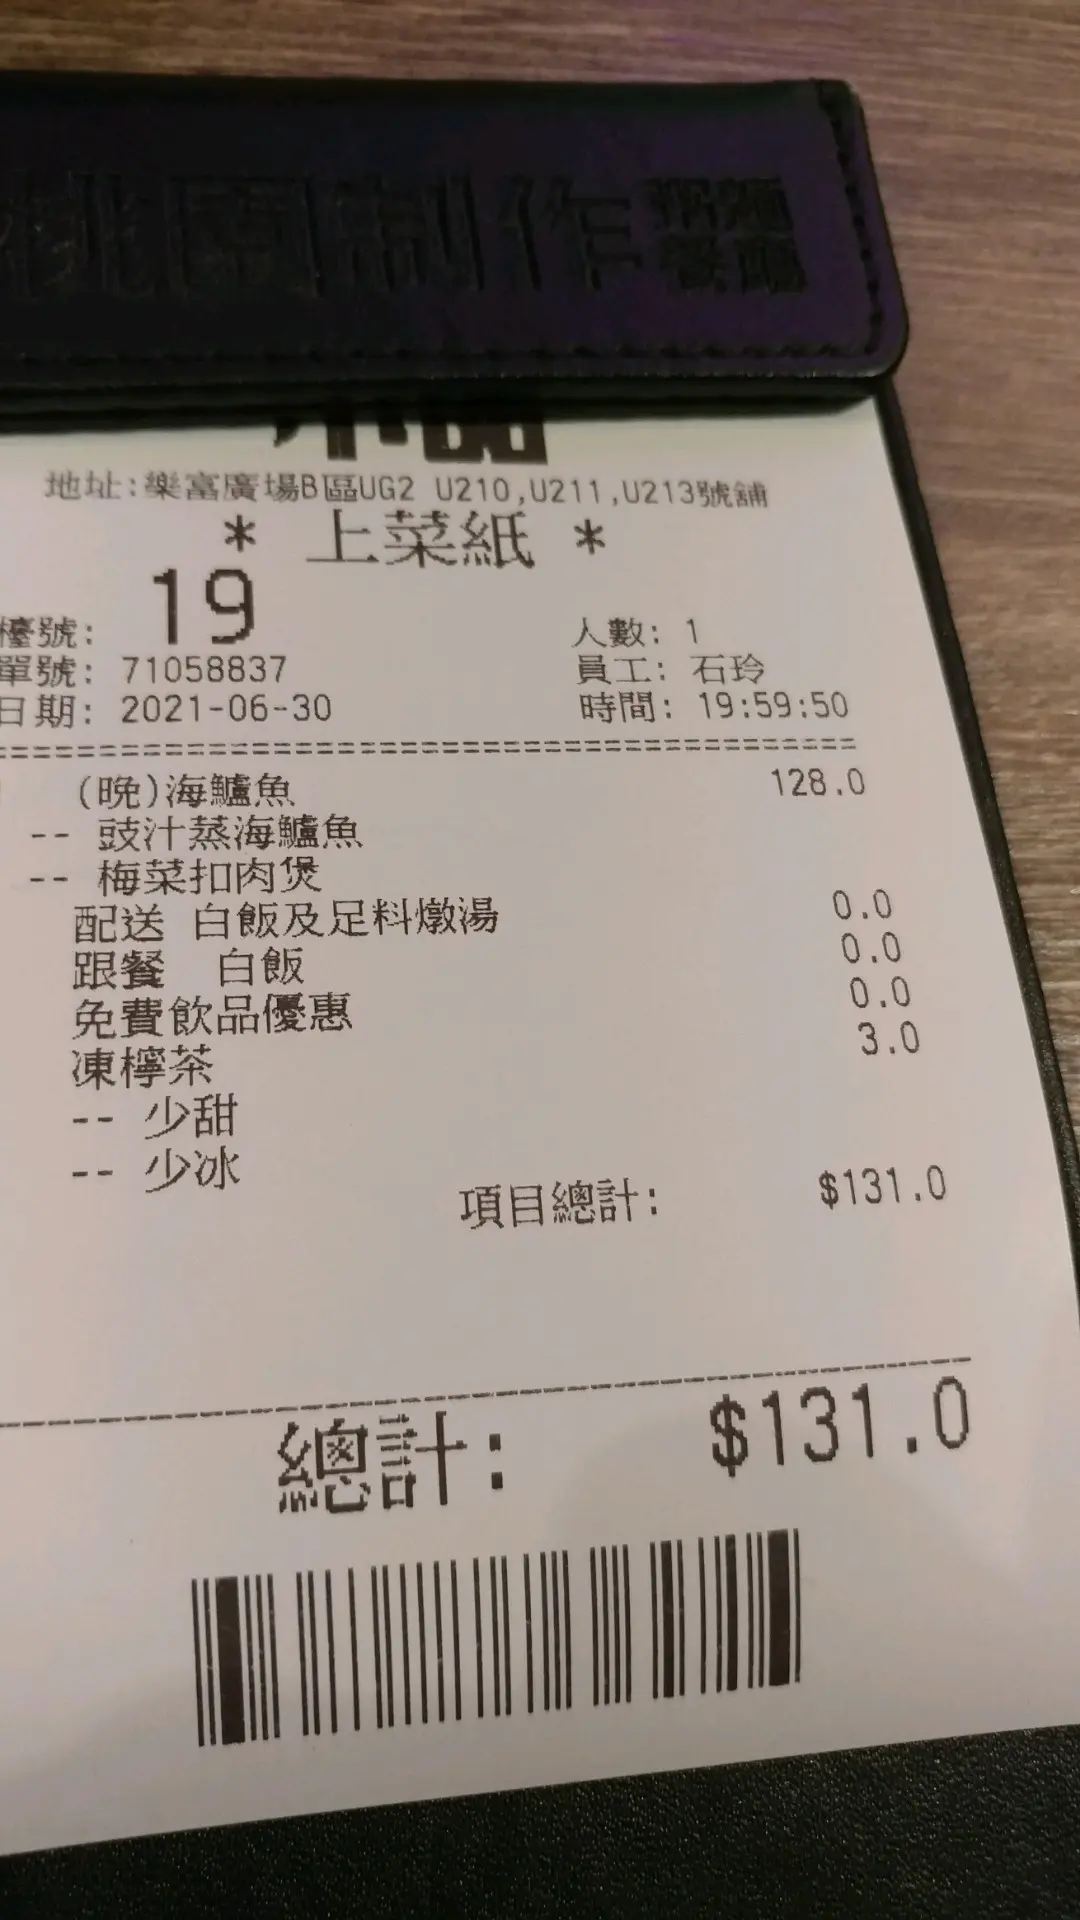 桃園制作
地址:樂富廣場B區UG2 U210,U211,U213號舖
* 上菜紙 *
檯號: 19 人數: 1
單號: 71058837 員工: 石玲
日期: 2021-06-30 時間: 19:59:50
(晚)海鱸魚 128.0
-- 豉汁蒸海鱸魚
-- 梅菜扣肉煲
配送 白飯及足料燉湯 0.0
跟餐 白飯 0.0
免費飲品優惠 0.0
凍檸茶 3.0
-- 少甜
-- 少冰
項目總計: $131.0
總計: $131.0